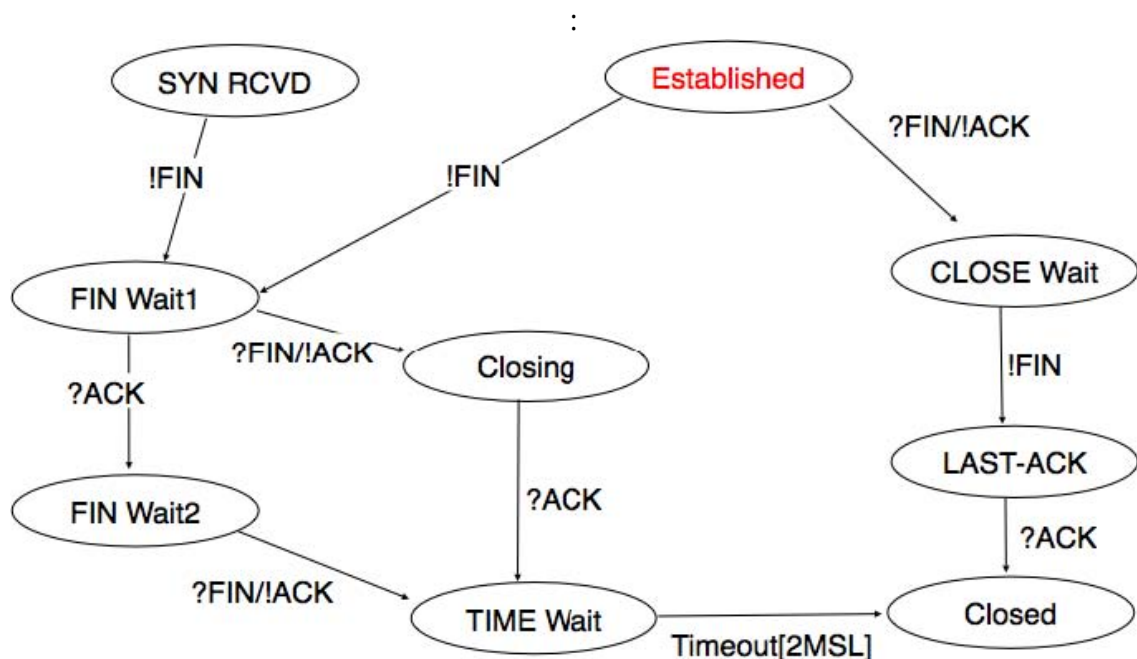 :
SYN RCVD
Established
?FIN/!ACK
!FIN
!FIN
CLOSE Wait
FIN Wait1
?FIN/!ACK
Closing
!FIN
?ACK
LAST-ACK
FIN Wait2
?ACK
?ACK
?FIN/!ACK
TIME Wait
Closed
Timeout[2MSL]